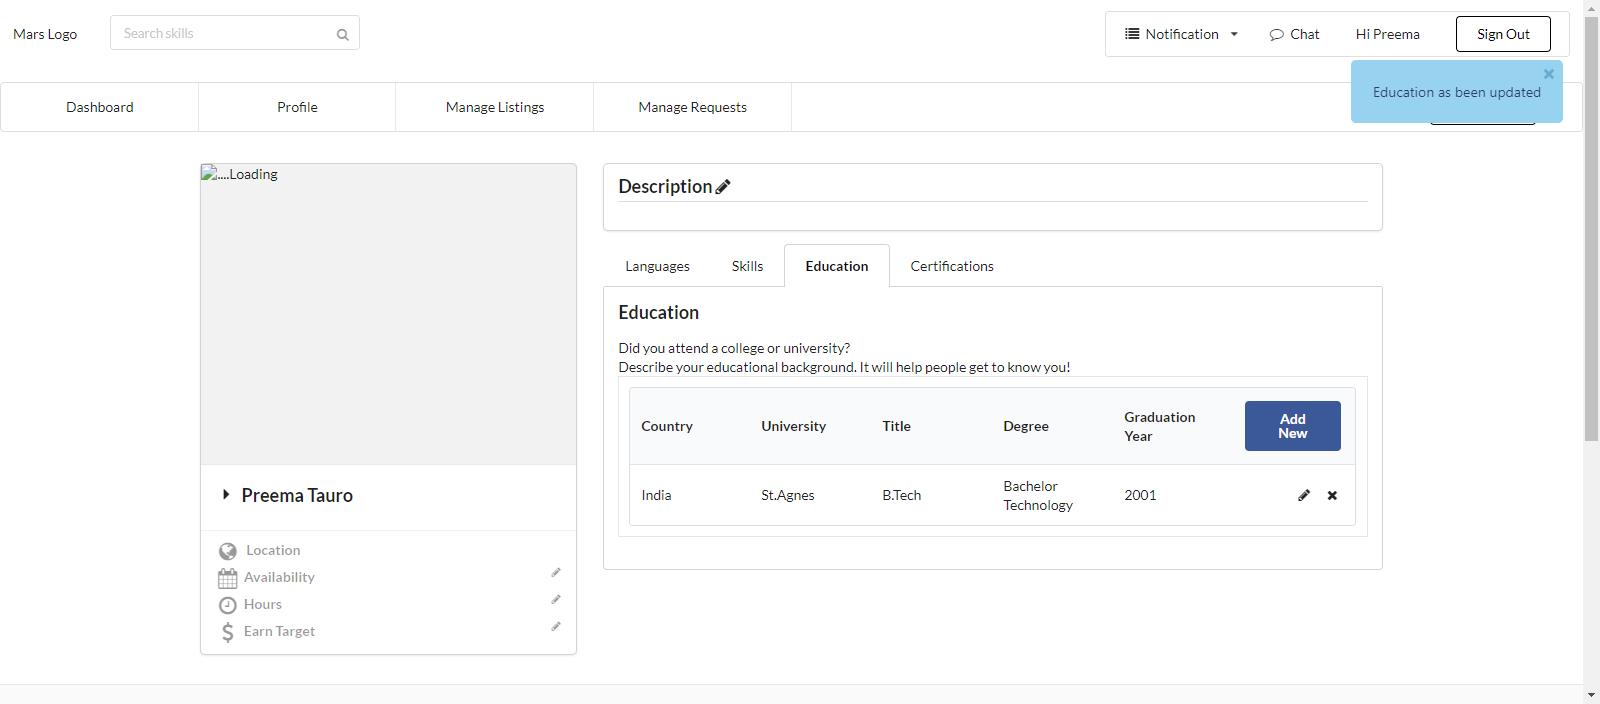 Mars Logo
Search skills
Notification
Chat
Hi Preema
Sign Out
Education as been updated
Dashboard
Profile
Manage Listings
Manage Requests
....Loading
Preema Tauro
Location
Availability
Hours
Earn Target
Description
Languages
Skills
Education
Certifications
Education
Did you attend a college or university?
Describe your educational background. It will help people get to know you!
Country
University
Title
Degree
Graduation
Year
Add
New
India
St.Agnes
B.Tech
Bachelor
Technology
2001